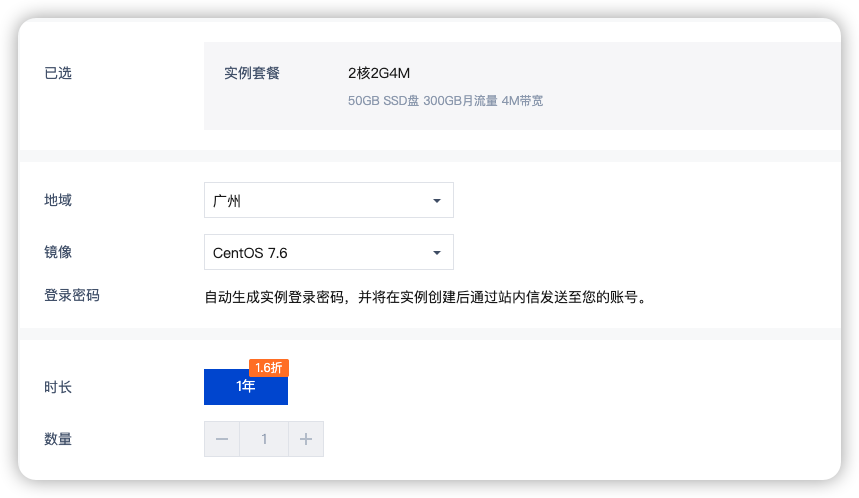 已选
实例套餐
2核2G4M
50GB SSD盘 300GB月流量 4M带宽
地域
广州
镜像
CentOS 7.6
登录密码
自动生成实例登录密码，并将在实例创建后通过站内信发送至您的账号。
时长
1年
1.6折
数量
1